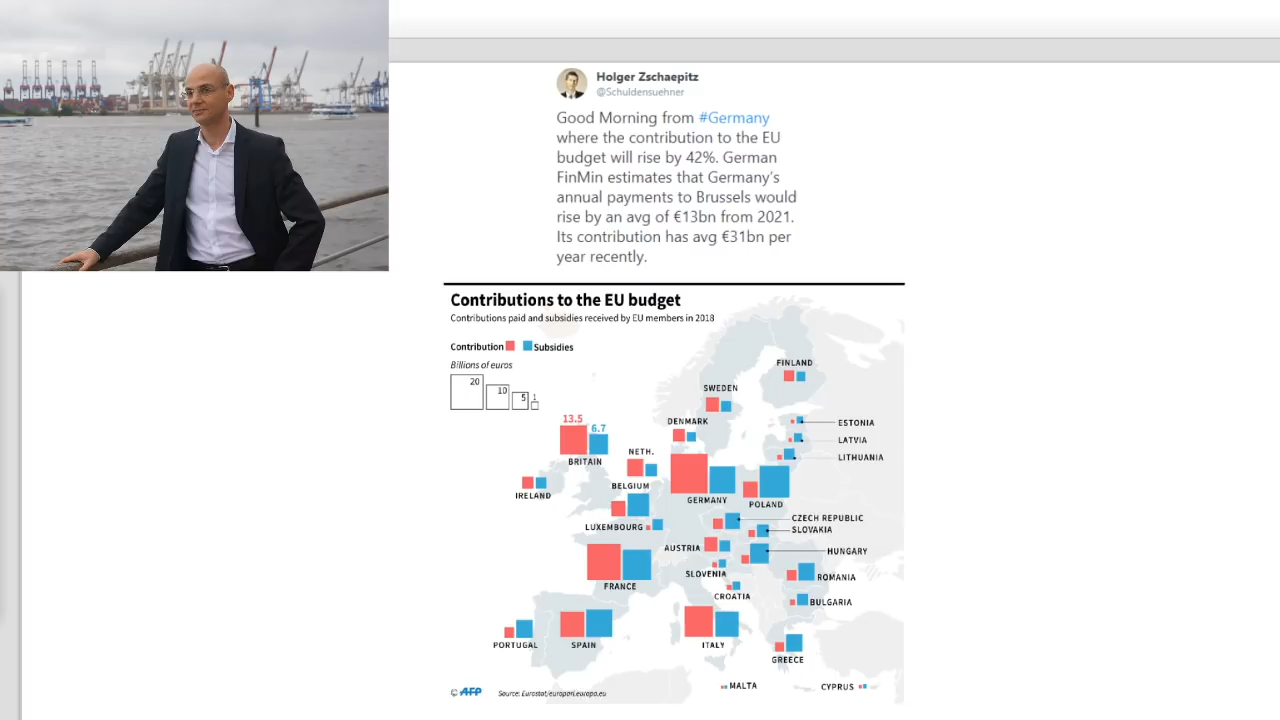 Holger Zschaepitz
@Schuldensuehner
Good Morning from #Germany
where the contribution to the EU
budget will rise by 42%. German
FinMin estimates that Germany's
annual payments to Brussels would
rise by an avg of €13bn from 2021.
Its contribution has avg €31bn per
year recently.
Contributions to the EU budget
Contributions paid and subsidies received by EU members in 2018
Contribution Subsidies
Billions of euros
20 10 5 1
FINLAND
SWEDEN
DENMARK
13.5
6.7
ESTONIA
LATVIA
LITHUANIA
BRITAIN
NETH.
IRELAND
BELGIUM
GERMANY
POLAND
LUXEMBOURG
CZECH REPUBLIC
SLOVAKIA
AUSTRIA
HUNGARY
SLOVENIA
ROMANIA
FRANCE
CROATIA
BULGARIA
PORTUGAL
SPAIN
ITALY
GREECE
MALTA
CYPRUS
© AFP
Source: Eurostat/europarl.europa.eu